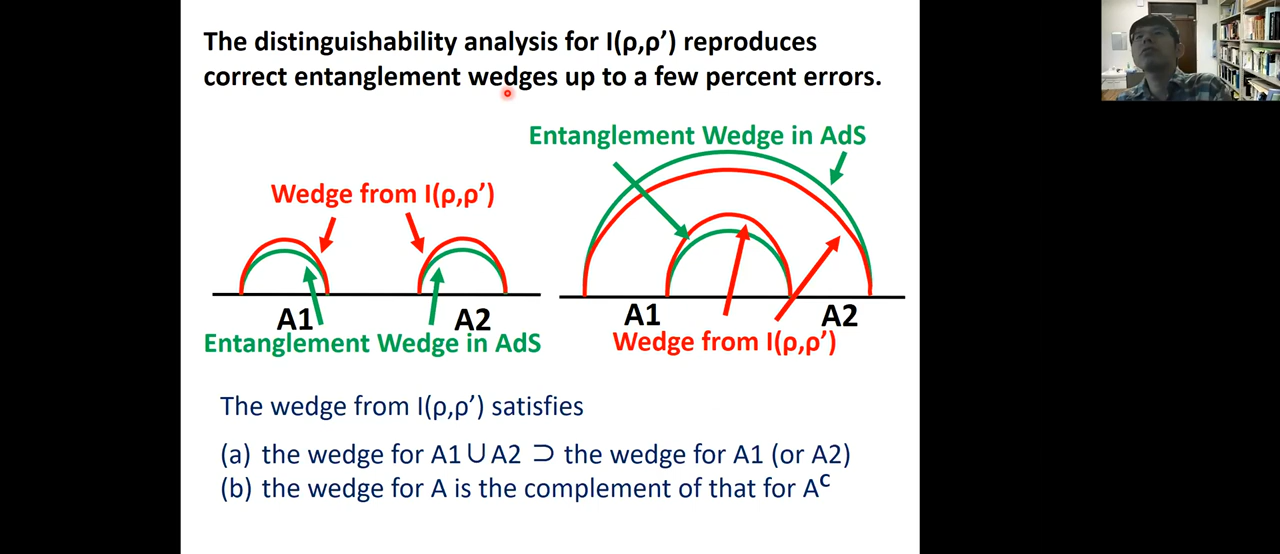 The distinguishability analysis for I(ρ,ρ’) reproduces
correct entanglement wedges up to a few percent errors.
Entanglement Wedge in AdS
Wedge from I(ρ,ρ’)
A1
A2
A1
A2
Entanglement Wedge in AdS
Wedge from I(ρ,ρ’)
The wedge from I(ρ,ρ’) satisfies
(a) the wedge for A1 ∪ A2 ⊃ the wedge for A1 (or A2)
(b) the wedge for A is the complement of that for Aᶜ